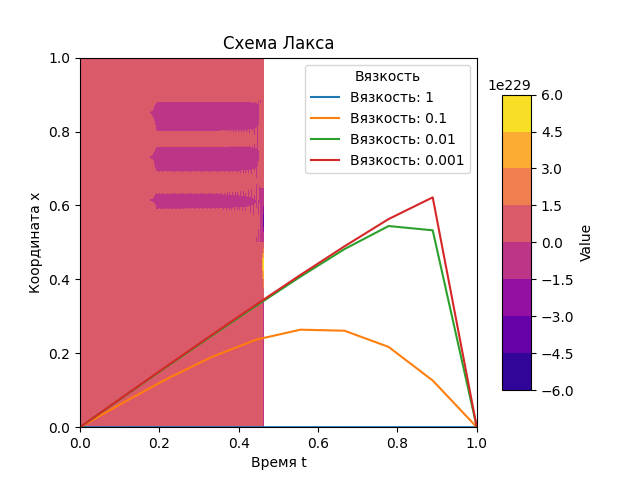 Схема Лакса
1e229
Вязкость
Вязкость: 1
Вязкость: 0.1
Вязкость: 0.01
Вязкость: 0.001
1.0
0.8
0.6
0.4
0.2
0.0
Координата x
0.0 0.2 0.4 0.6 0.8 1.0
Время t
6.0
4.5
3.0
1.5
0.0
−1.5
−3.0
−4.5
−6.0
Value